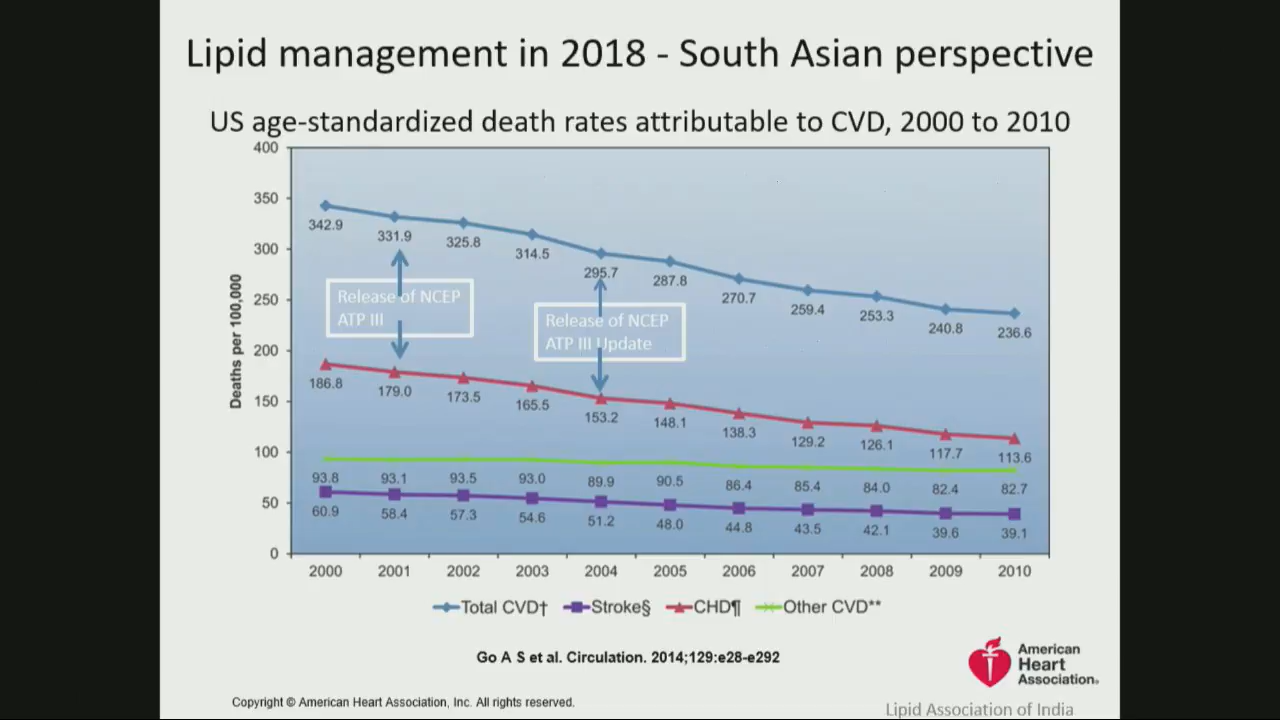 Lipid management in 2018 - South Asian perspective
US age-standardized death rates attributable to CVD, 2000 to 2010
Deaths per 100,000
400
350
300
250
200
150
100
50
0
342.9 331.9 325.8 314.5 295.7 287.8 270.7 259.4 253.3 240.8 236.6
Release of NCEP
ATP III
Release of NCEP
ATP III Update
186.8 179.0 173.5 165.5 153.2 148.1 138.3 129.2 126.1 117.7 113.6
93.8 93.1 93.5 93.0 89.9 90.5 86.4 85.4 84.0 82.4 82.7
60.9 58.4 57.3 54.6 51.2 48.0 44.8 43.5 42.1 39.6 39.1
2000 2001 2002 2003 2004 2005 2006 2007 2008 2009 2010
Total CVD† Stroke§ CHD¶ Other CVD**
Go A S et al. Circulation. 2014;129:e28-e292
American
Heart
Association®
Copyright © American Heart Association, Inc. All rights reserved.
Lipid Association of India